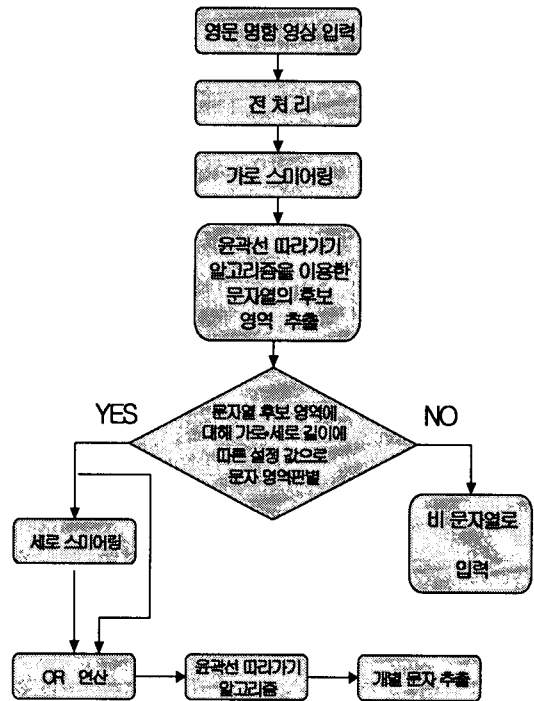 영문 명함 영상 입력
전 처 리
가로 스미어링
윤곽선 따라가기
알고리즘을 이용한
문자열의 후보
영역 추출
YES
NO
문자열 후보 영역에
대해 가로·세로 길이에
따른 설정 값으로
문자 영역판별
비 문자열로
입력
세로 스미어링
OR 연산
윤곽선 따라가기
알고리즘
개별 문자 추출